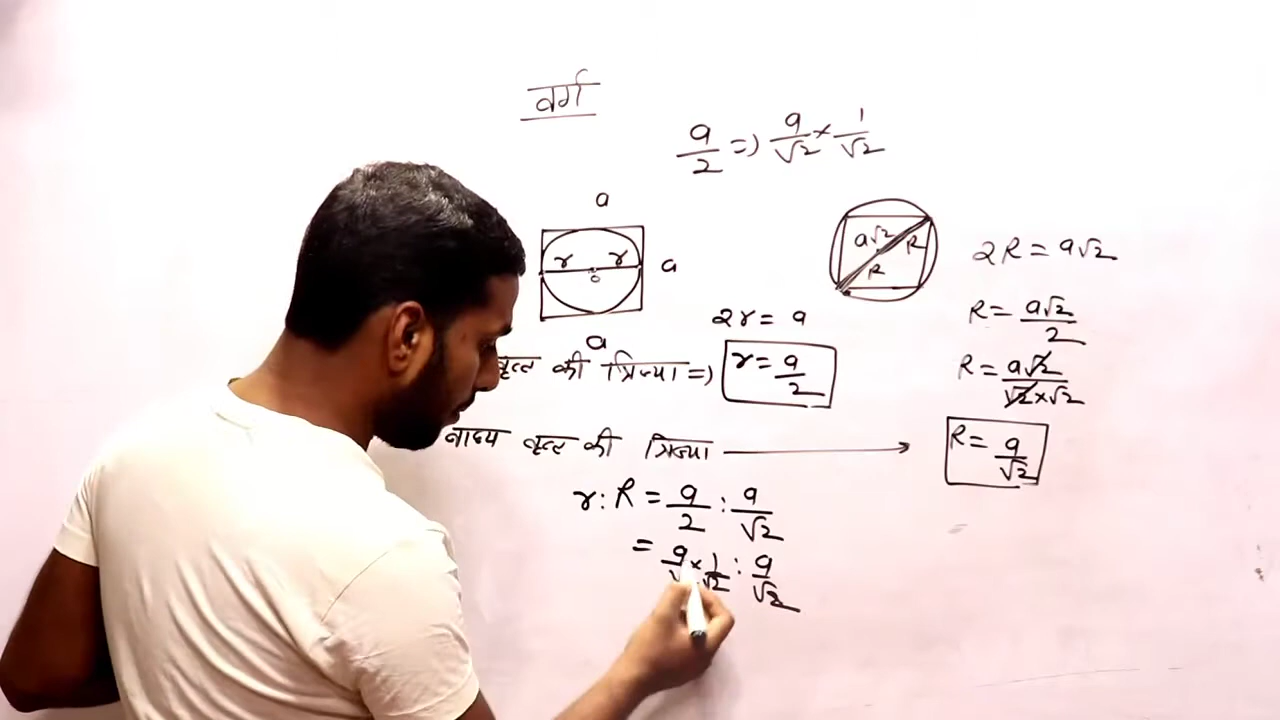 वर्ग
a/2 => a/√2 × 1/√2
a
a
a
r r
o
a√2
R
R
2R = a√2
R = a√2/2
R = a√2/√2×√2
R = a/√2
2r = a
वृत्त की त्रिज्या => r = a/2
बाह्य वृत्त की त्रिज्या →
r : R = a/2 : a/√2
= a/√ × 1/√2 : a/√2